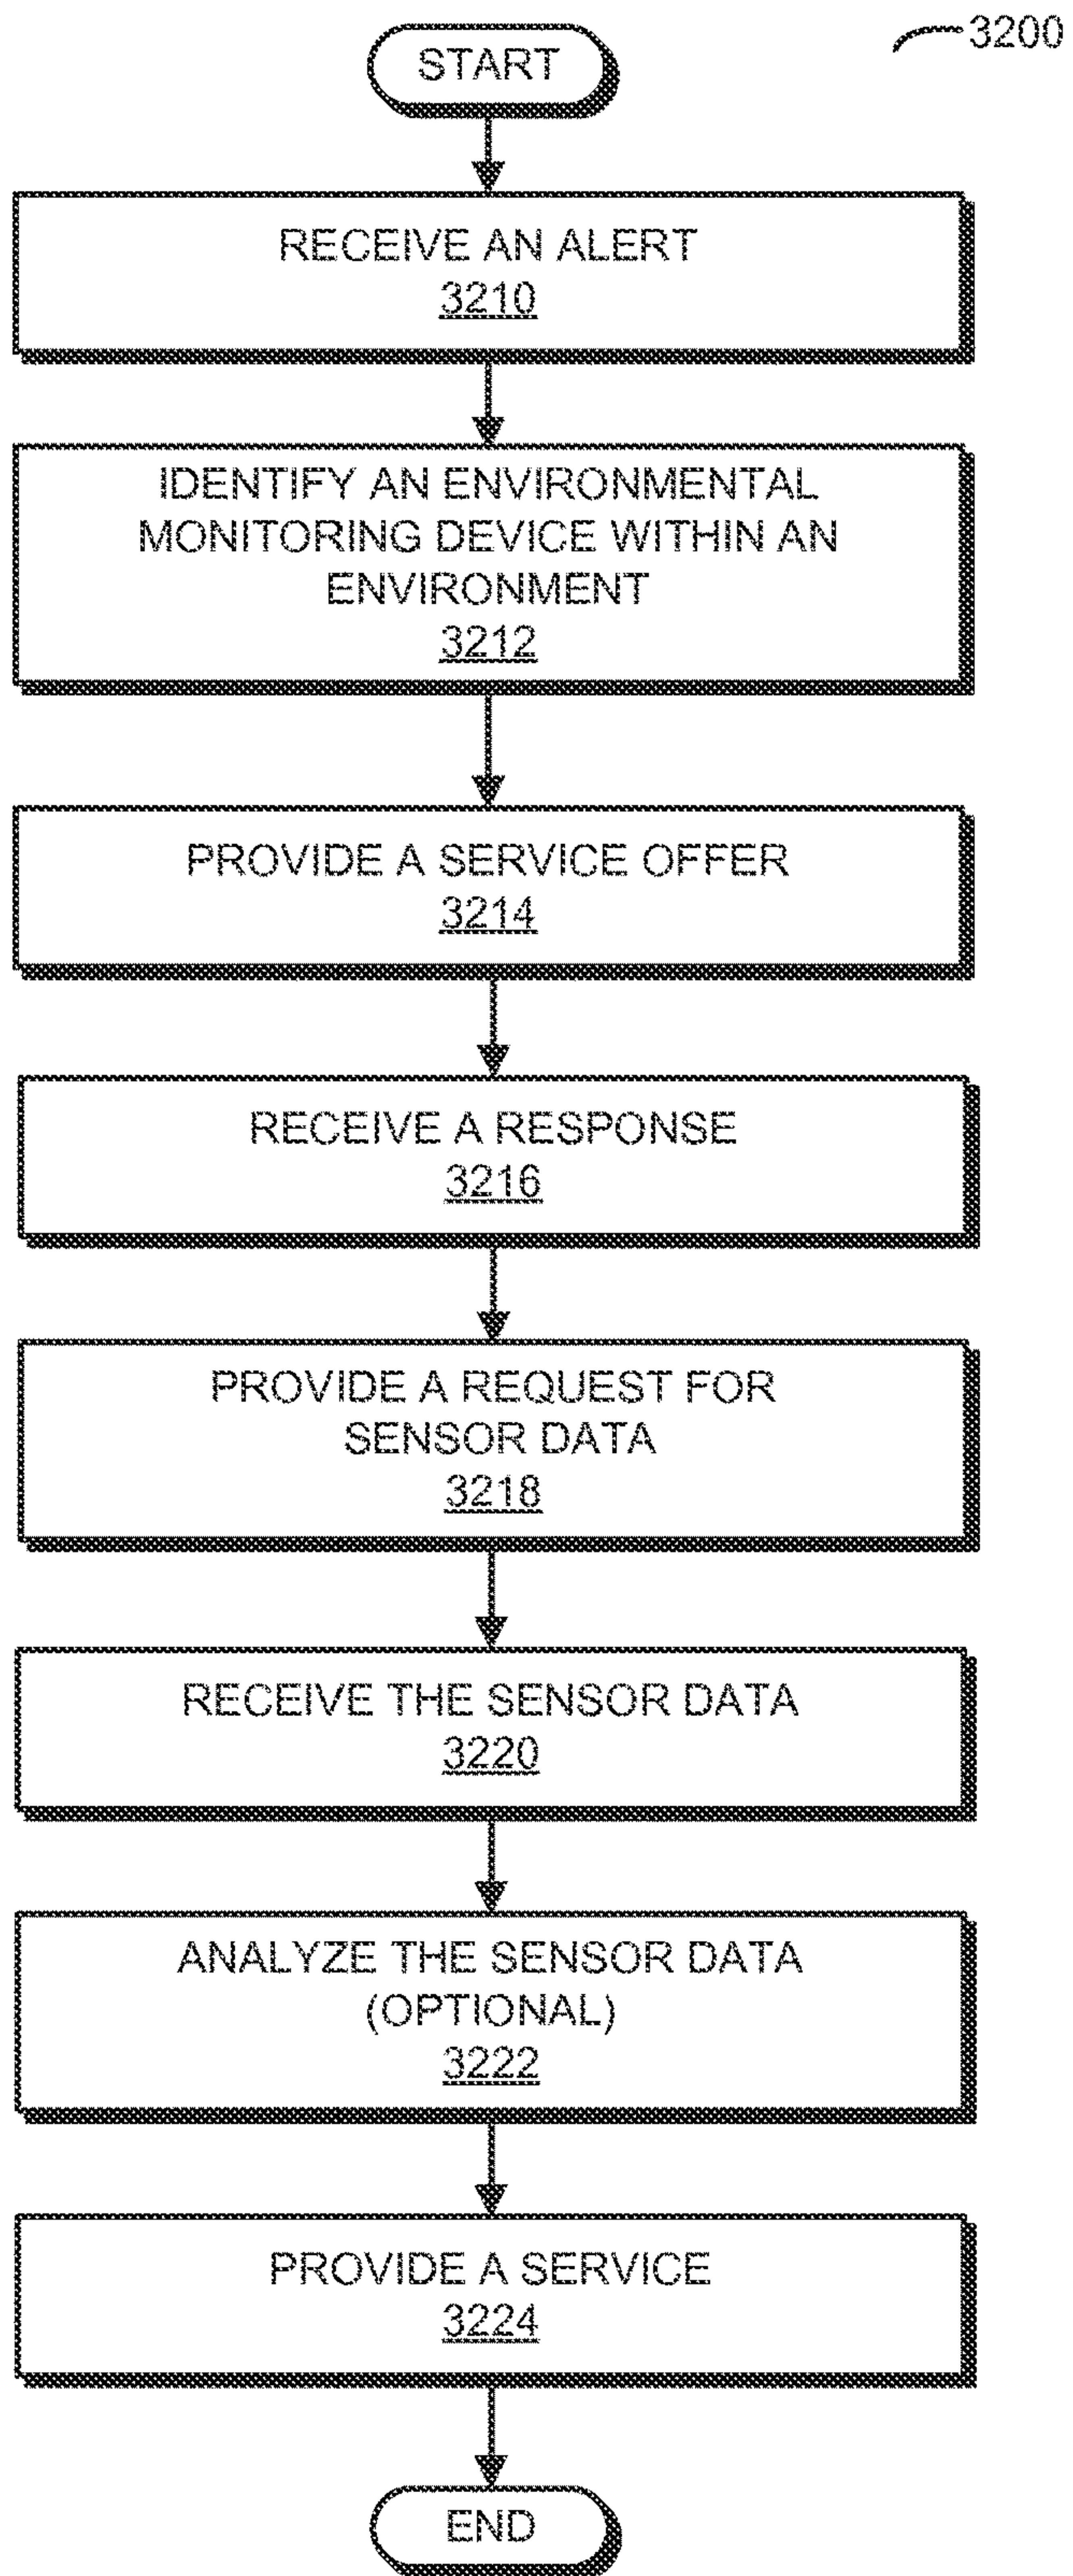 3200
START
RECEIVE AN ALERT
3210
IDENTIFY AN ENVIRONMENTAL
MONITORING DEVICE WITHIN AN
ENVIRONMENT
3212
PROVIDE A SERVICE OFFER
3214
RECEIVE A RESPONSE
3216
PROVIDE A REQUEST FOR
SENSOR DATA
3218
RECEIVE THE SENSOR DATA
3220
ANALYZE THE SENSOR DATA
(OPTIONAL)
3222
PROVIDE A SERVICE
3224
END